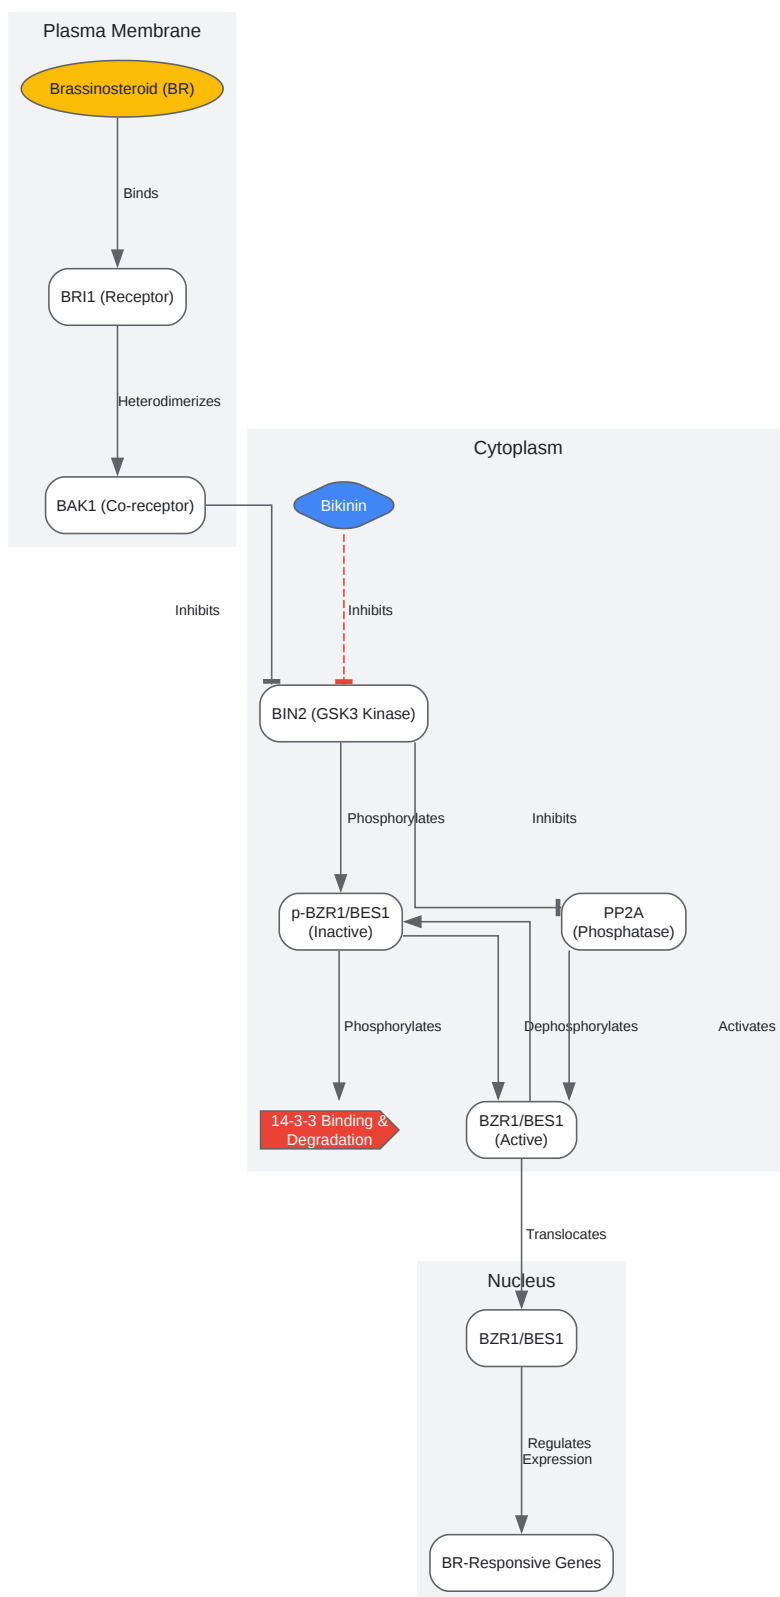 Plasma Membrane
Brassinosteroid (BR)
Binds
BRI1 (Receptor)
Heterodimerizes
Cytoplasm
BAK1 (Co-receptor)
Bikinin
Inhibits
Inhibits
BIN2 (GSK3 Kinase)
Phosphorylates
Inhibits
p-BZR1/BES1
(Inactive)
PP2A
(Phosphatase)
Phosphorylates
Dephosphorylates
Activates
14-3-3 Binding &
Degradation
BZR1/BES1
(Active)
Translocates
Nucleus
BZR1/BES1
Regulates
Expression
BR-Responsive Genes